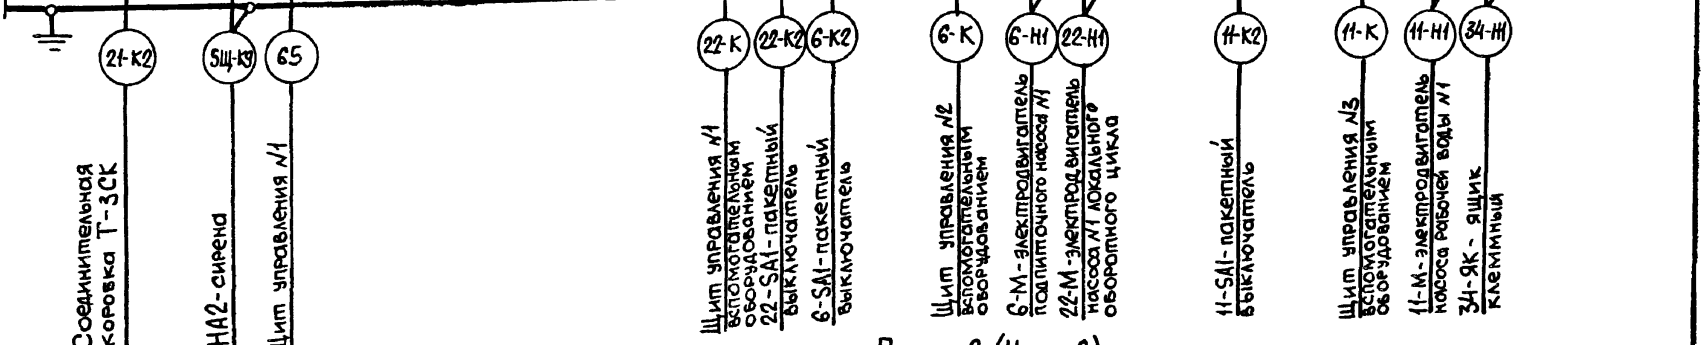 21-К2
5Щ-К9
65
22-К
22-К2
6-К2
6-К
6-Н1
22-Н1
11-К2
11-К
11-Н1
34-Н1
Соединительная
коробка Т-3СК
НА2-сирена
Щит управления №1
Щит управления №1
вспомогательным
оборудованием
22-SA1-пакетный
выключатель
6-SA1-пакетный
выключатель
Щит управления №2
вспомогательным
оборудованием
6-М-электродвигатель
подпиточного насоса №1
22-М-электродвигатель
насоса №1 локального
оборотного цикла
11-SA1-пакетный
выключатель
Щит управления №3
вспомогательным
оборудованием
11-М-электродвигатель
насоса рабочей воды №1
34-ЯК-ящик
клеммный